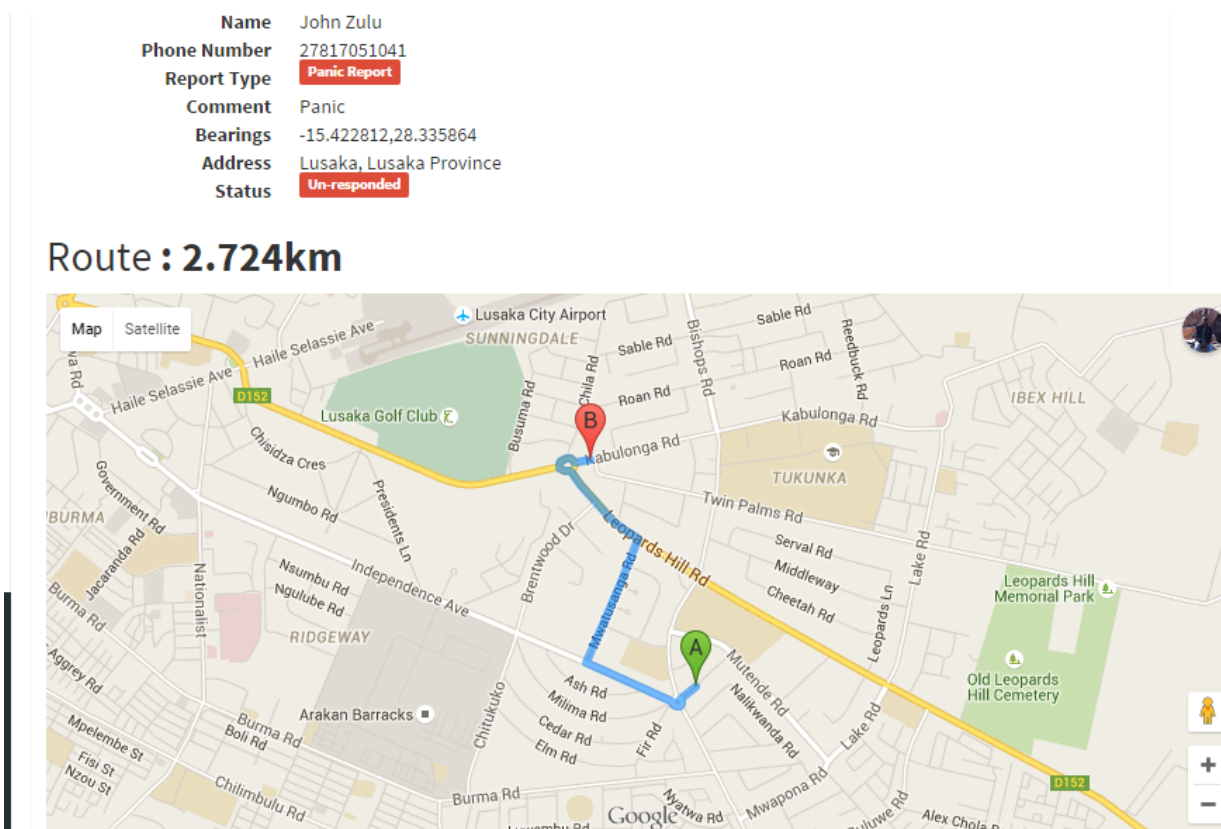 Name John Zulu
Phone Number 27817051041
Report Type Panic Report
Comment Panic
Bearings -15.422812,28.335864
Address Lusaka, Lusaka Province
Status Un-responded
Route : 2.724km
Map Satellite
Lusaka City Airport
SUNNINGDALE
Haile Selassie Ave
Haile Selassie Ave
D152
Lusaka Golf Club
Busuma Rd
Chila Rd
Sable Rd
Sable Rd
Bishops Rd
Roan Rd
Roan Rd
Reedbuck Rd
IBEX HILL
Kabulonga Rd
Kabulonga Rd
B
TUKUNKA
Chisidza Cres
Government Rd
Ngumbo Rd
Presidents Ln
BURMA
Jacaranda Rd
Twin Palms Rd
Brentwood Dr
Leopards Hill Rd
Serval Rd
Middleway
Cheetah Rd
Lake Rd
Leopards Hill
Memorial Park
Nationalist
Nsumbu Rd
Ngulube Rd
Independence Ave
Mwatusanga Rd
Burma Rd
RIDGEWAY
Leopards Ln
A
Old Leopards
Hill Cemetery
Aggrey Rd
Ash Rd
Milima Rd
Cedar Rd
Elm Rd
Fir Rd
Mutende Rd
Nalikwanda Rd
Lake Rd
Arakan Barracks
Chitukuko
Mpelembe St
Fisi St
Nzou St
Burma Rd
Boli Rd
Chilimbulu Rd
Burma Rd
Google
Nyatwa Rd
Mwapona Rd
D152
Alex Chola